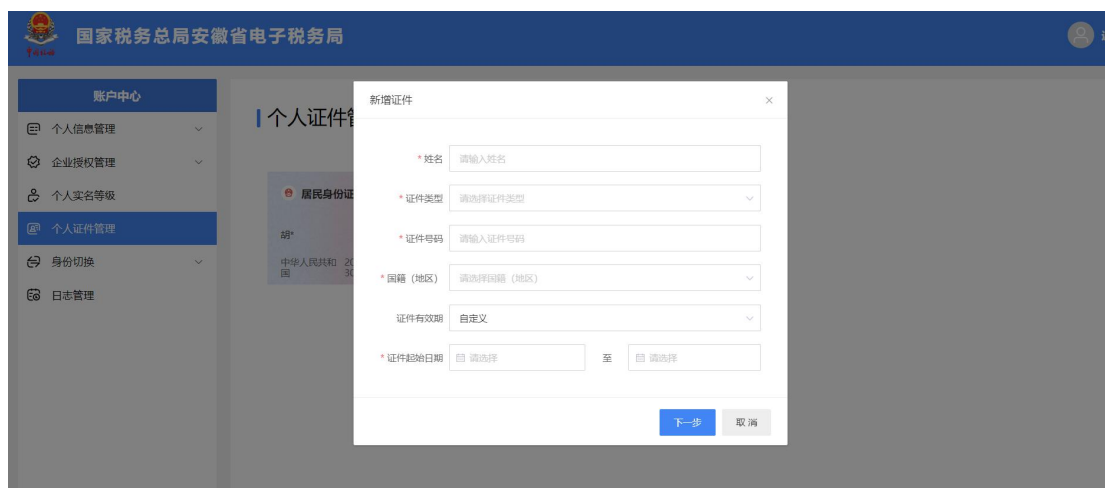 国家税务总局安徽省电子税务局
账户中心
个人信息管理
企业授权管理
个人实名等级
个人证件管理
身份切换
日志管理
个人证件管
居民身份证
胡*
中华人民共和 20
国 30
新增证件
* 姓名 请输入姓名
* 证件类型 请选择证件类型
* 证件号码 请输入证件号码
* 国籍（地区） 请选择国籍（地区）
证件有效期 自定义
* 证件起始日期 请选择 至 请选择
下一步 取消